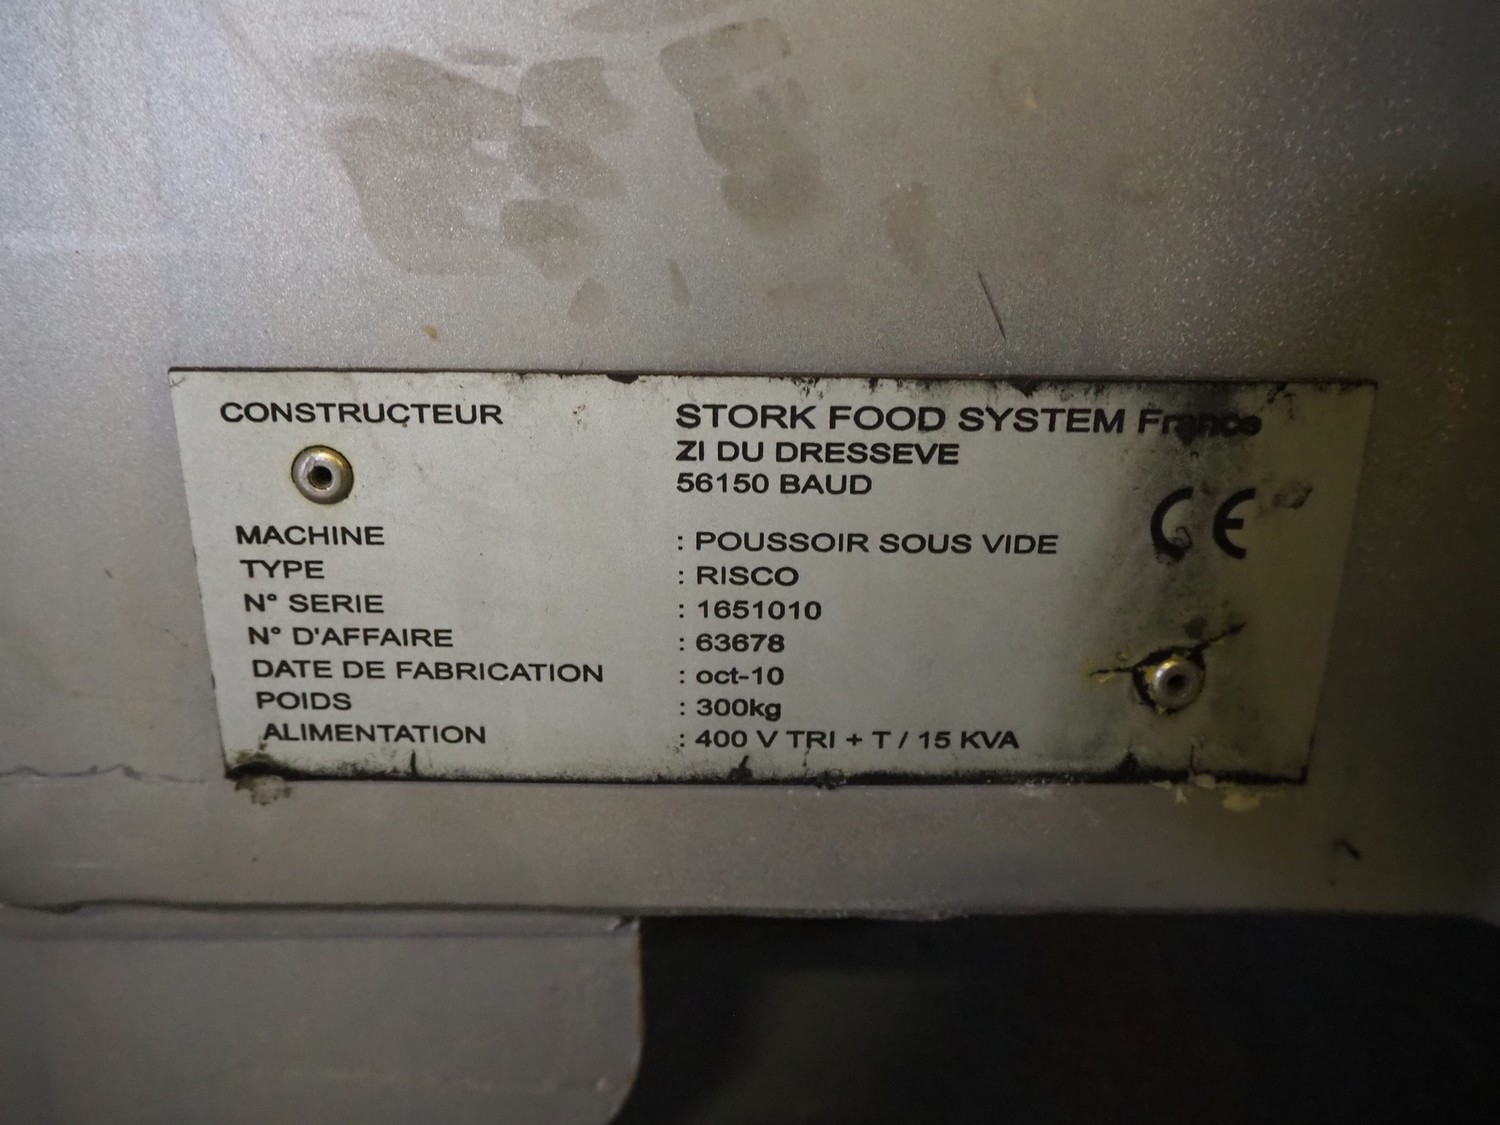 CONSTRUCTEUR STORK FOOD SYSTEM France
ZI DU DRESSEVE
56150 BAUD
CE
MACHINE : POUSSOIR SOUS VIDE
TYPE : RISCO
N° SERIE : 1651010
N° D'AFFAIRE : 63678
DATE DE FABRICATION : oct-10
POIDS : 300kg
ALIMENTATION : 400 V TRI + T / 15 KVA